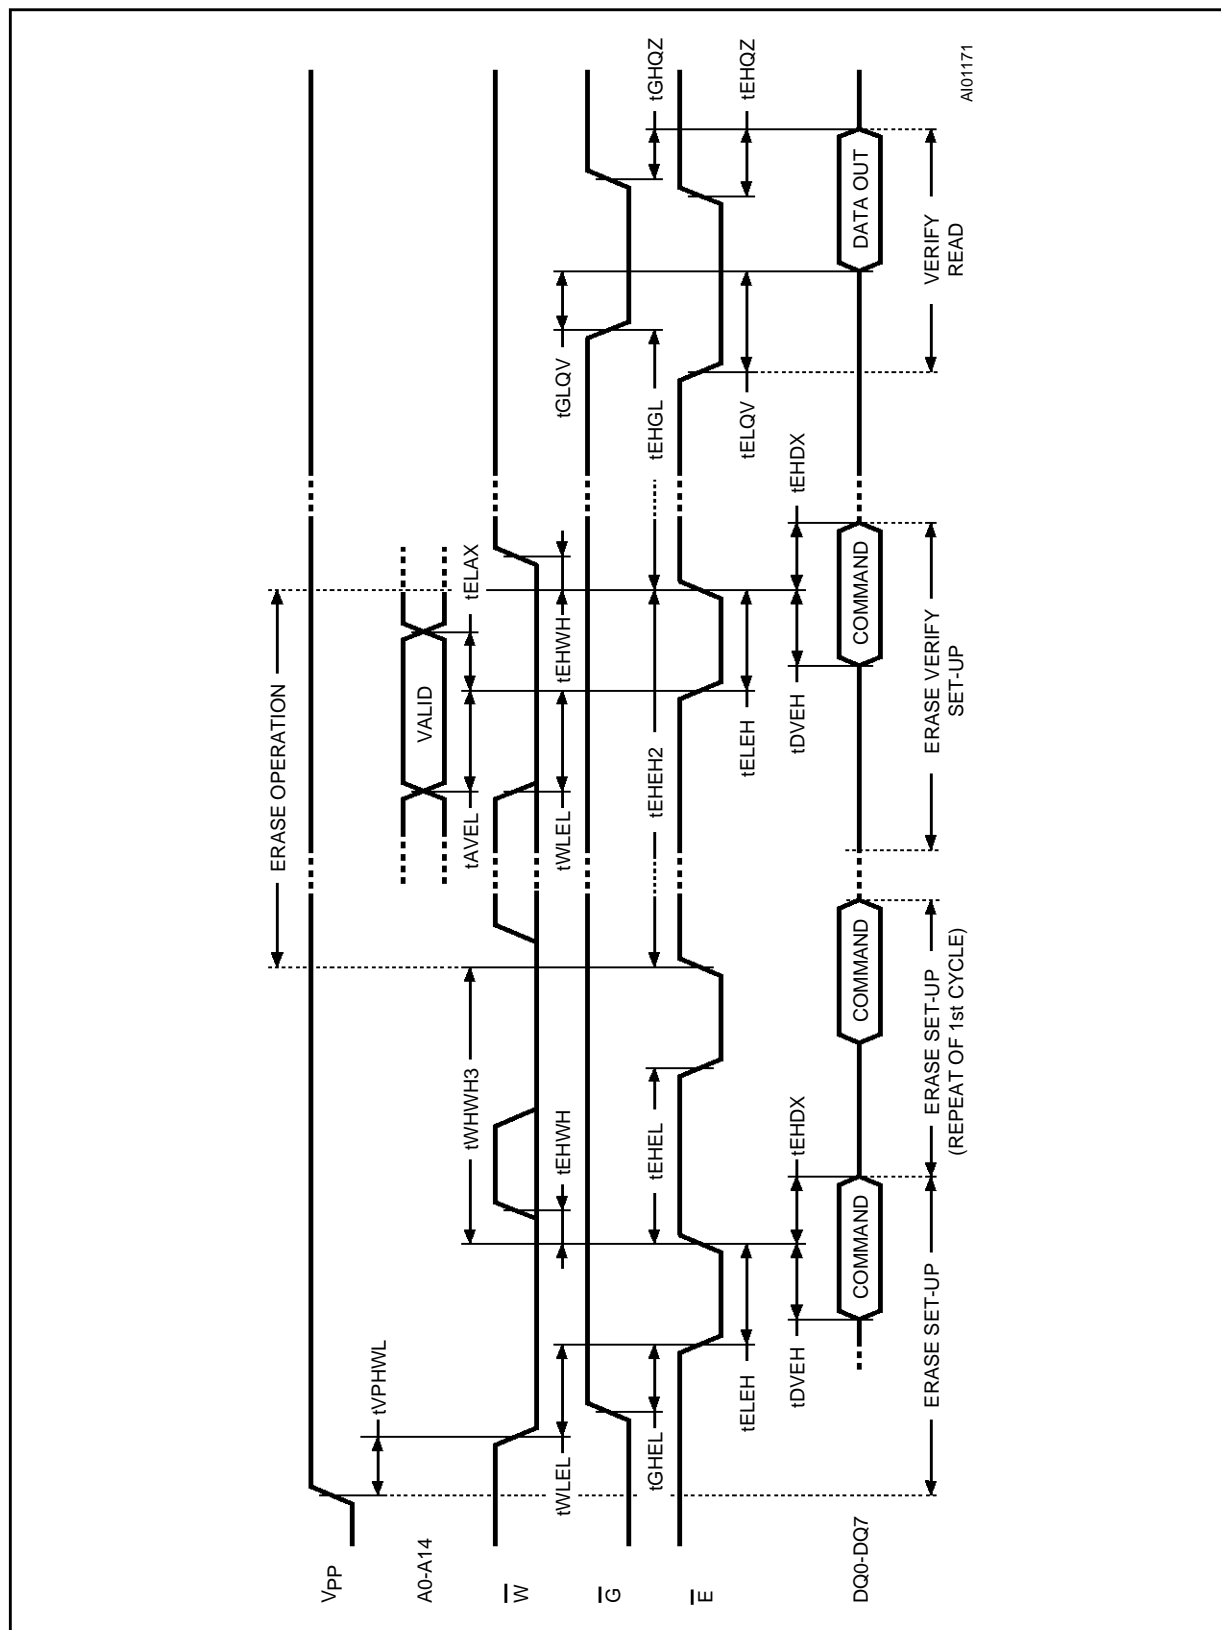 VPP
A0-A14
W
G
E
DQ0-DQ7
tVPHWL
tWLEL
tGHEL
tELEH
tDVEH
COMMAND
tEHDX
ERASE SET-UP
tWHWH3
tEHWH
tEHEL
COMMAND
ERASE SET-UP
(REPEAT OF 1st CYCLE)
ERASE OPERATION
VALID
tAVEL
tELAX
tWLEL
tEHWH
tEHEH2
tELEH
tDVEH
tEHDX
COMMAND
ERASE VERIFY
SET-UP
tGLQV
tEHGL
tELQV
tGHQZ
tEHQZ
DATA OUT
VERIFY
READ
AI01171